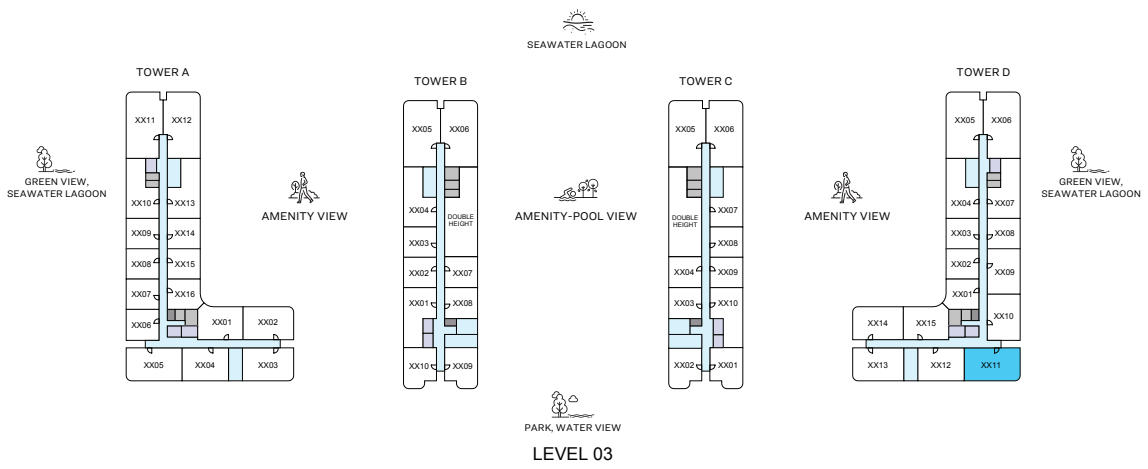 SEAWATER LAGOON
TOWER A
TOWER B
TOWER C
TOWER D
XX11
XX12
XX10
XX13
XX09
XX14
XX08
XX15
XX07
XX16
XX06
XX01
XX02
XX05
XX04
XX03
XX05
XX06
XX04
DOUBLE
HEIGHT
XX03
XX02
XX07
XX01
XX08
XX10
XX09
XX05
XX06
XX07
DOUBLE
HEIGHT
XX08
XX04
XX09
XX03
XX10
XX02
XX01
XX05
XX06
XX04
XX07
XX03
XX08
XX02
XX09
XX01
XX10
XX14
XX15
XX13
XX12
XX11
GREEN VIEW,
SEAWATER LAGOON
AMENITY VIEW
AMENITY-POOL VIEW
AMENITY VIEW
GREEN VIEW,
SEAWATER LAGOON
PARK, WATER VIEW
LEVEL 03